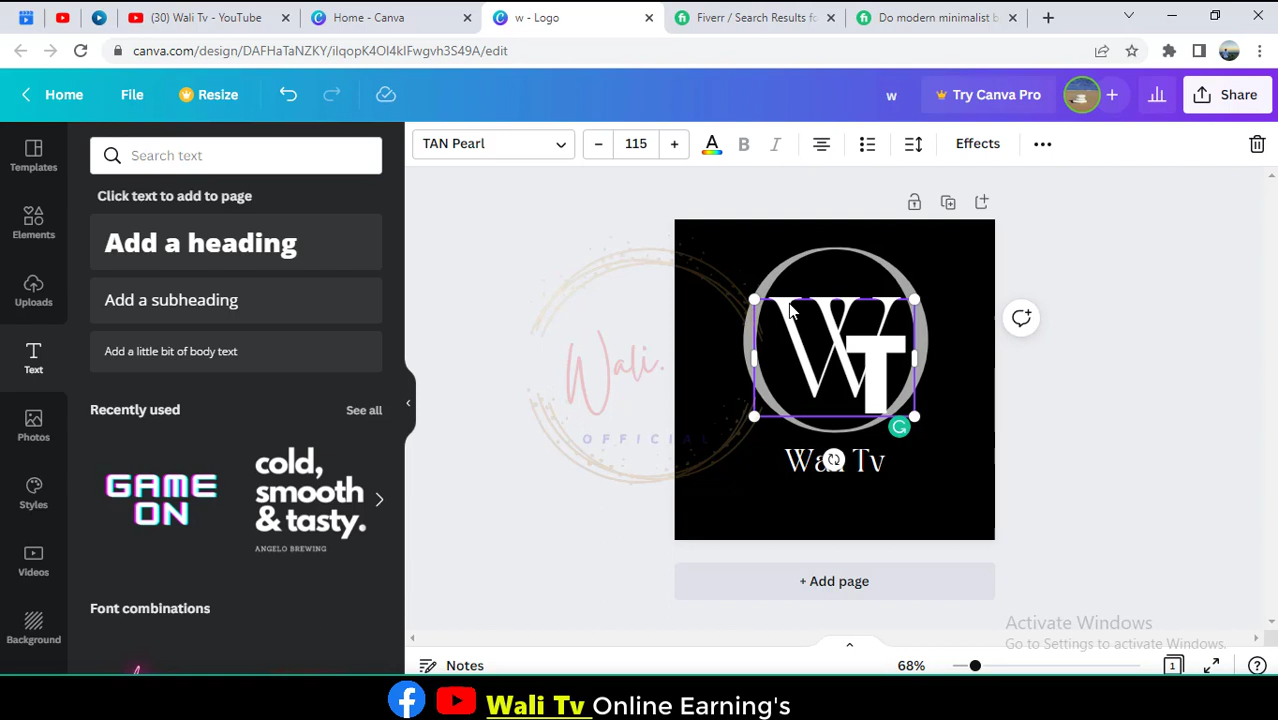 (30) Wali Tv - YouTube
Home - Canva
w - Logo
Fiverr / Search Results fo
Do modern minimalist b
canva.com/design/DAFHaTaNZKY/iIqopK4Ol4kIFwgvh3S49A/edit
Home
File
Resize
w
Try Canva Pro
Share
Search text
TAN Pearl
115
A
B
I
Effects
Templates
Elements
Uploads
Text
Photos
Styles
Videos
Background
Click text to add to page
Add a heading
Add a subheading
Add a little bit of body text
Recently used
See all
GAME
ON
cold,
smooth
& tasty.
ANGELO BREWING
Font combinations
Wali.
OFFICIAL
W
T
Wali Tv
+ Add page
Activate Windows
Go to Settings to activate Windows.
Notes
68%
1
Wali Tv Online Earning's